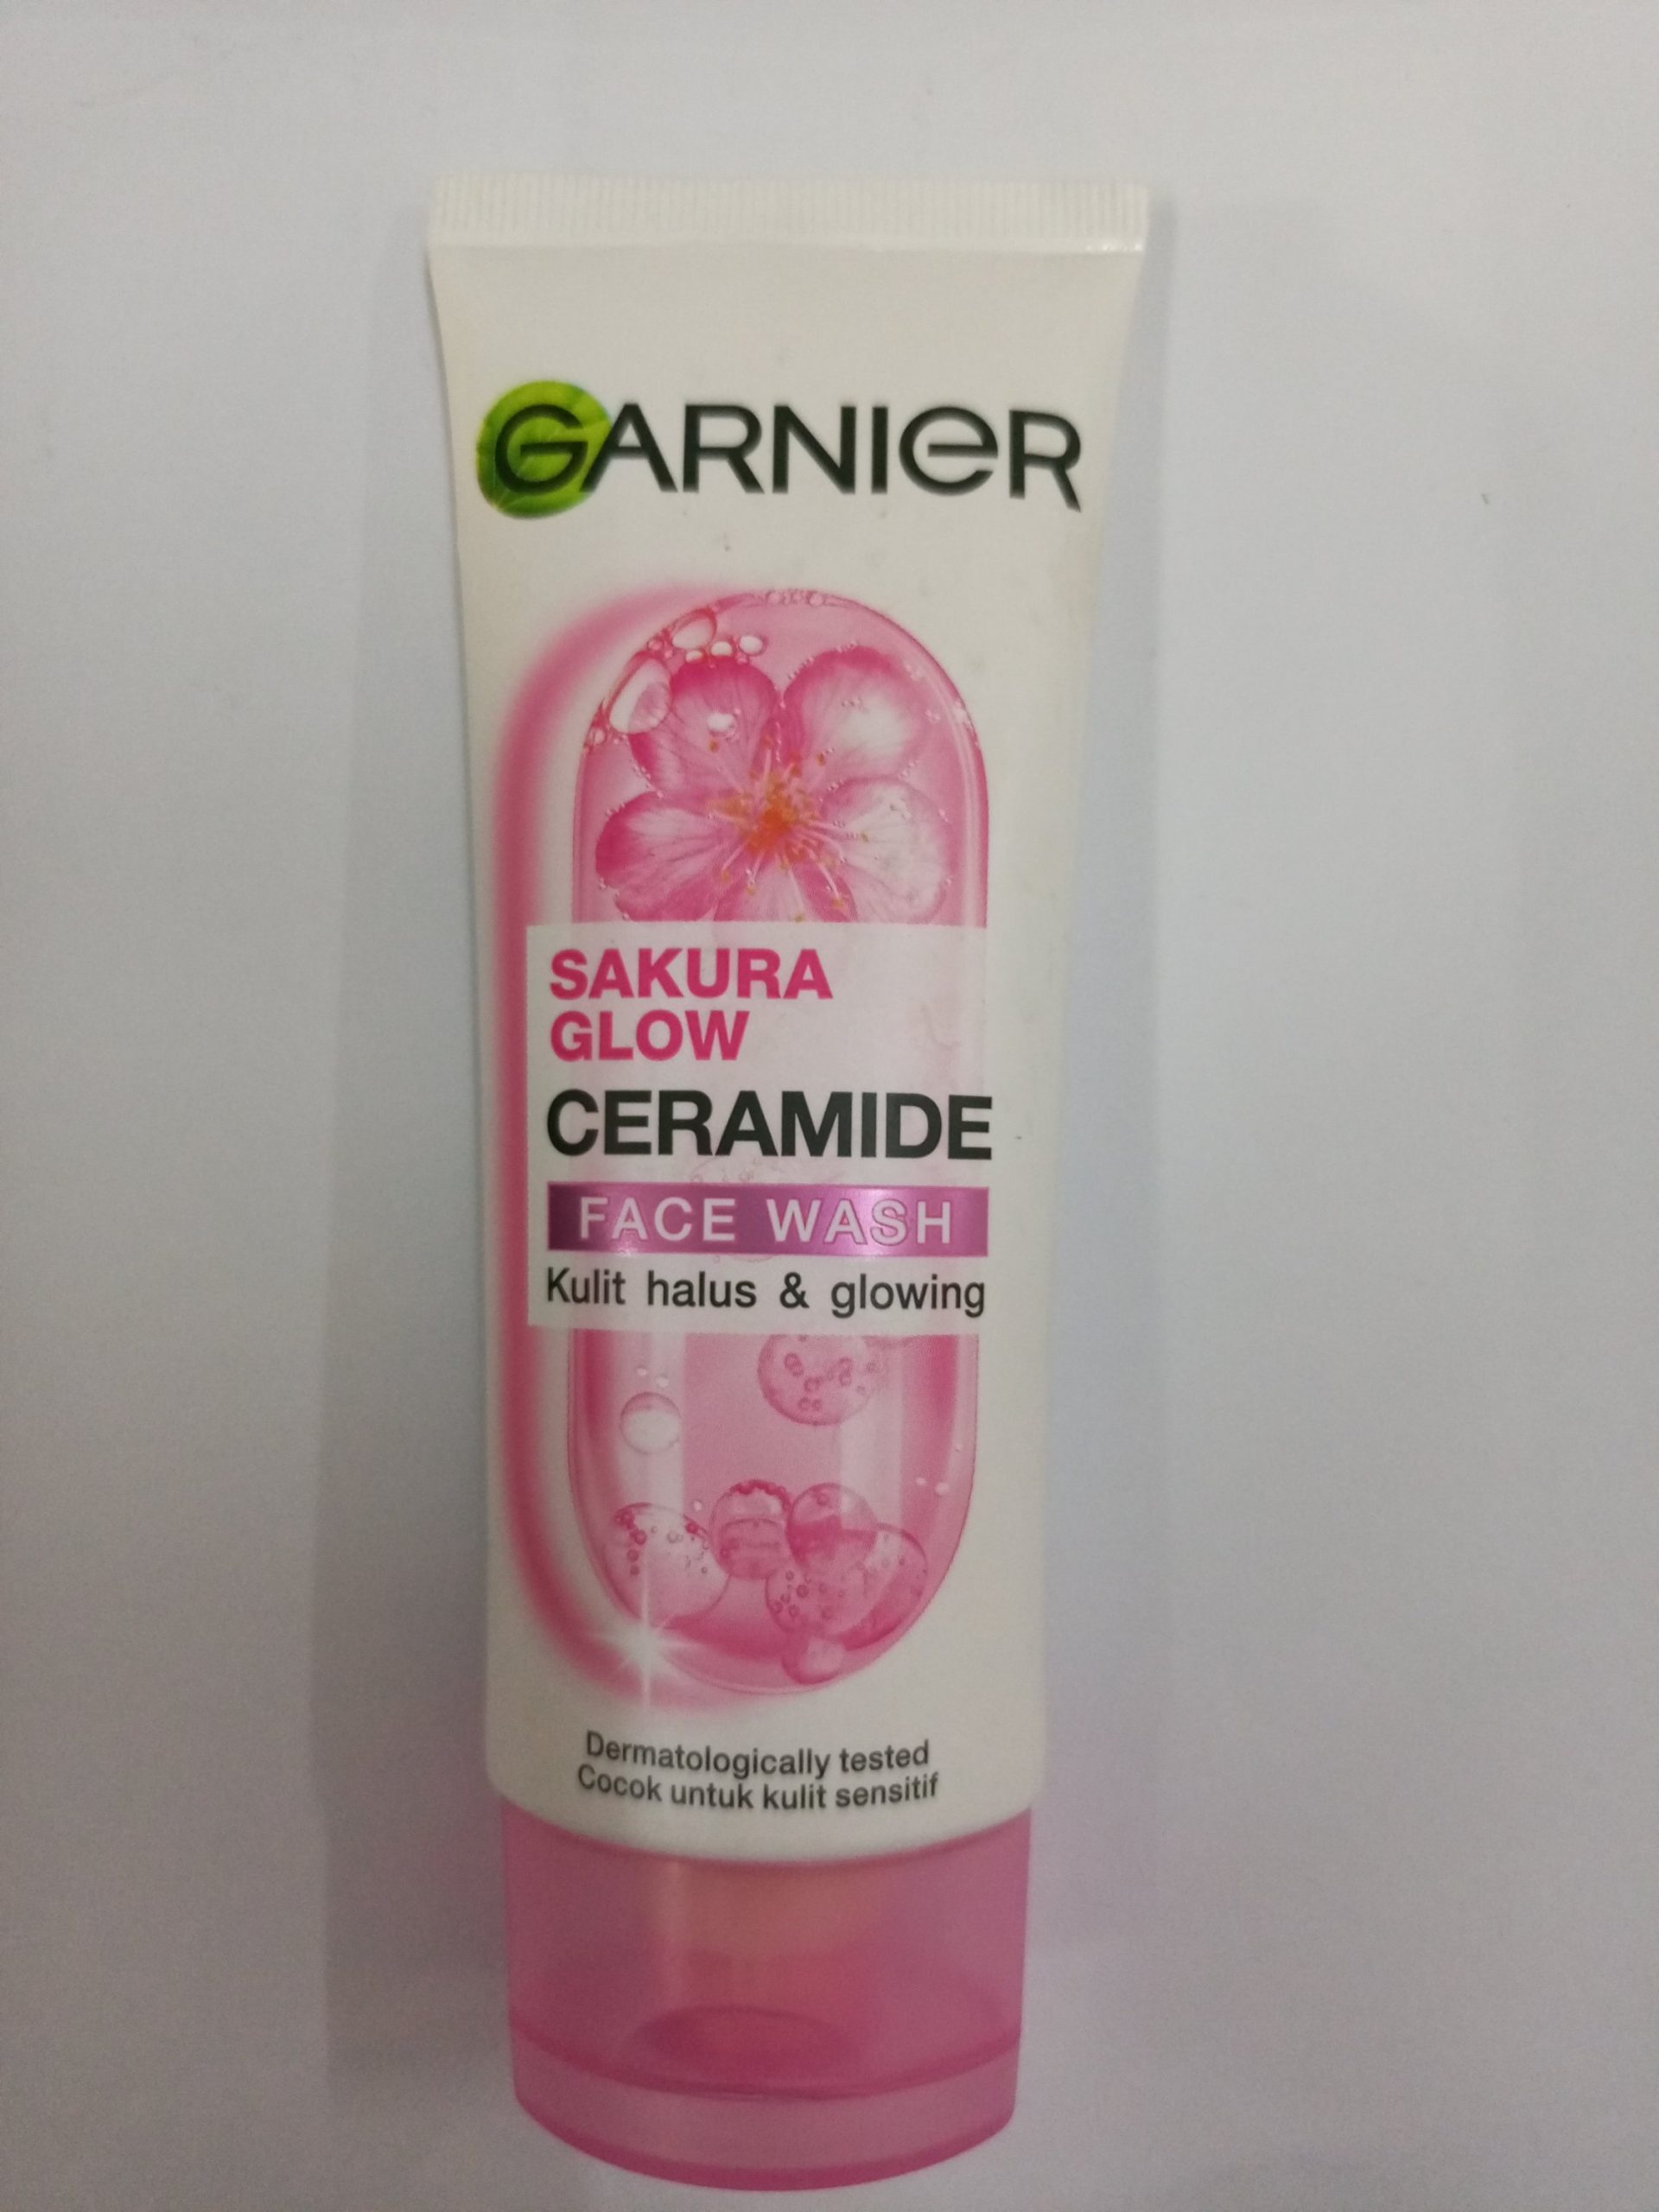 GARNIER
SAKURA
GLOW
CERAMIDE
FACE WASH
Kulit halus & glowing
Dermatologically tested
Cocok untuk kulit sensitif